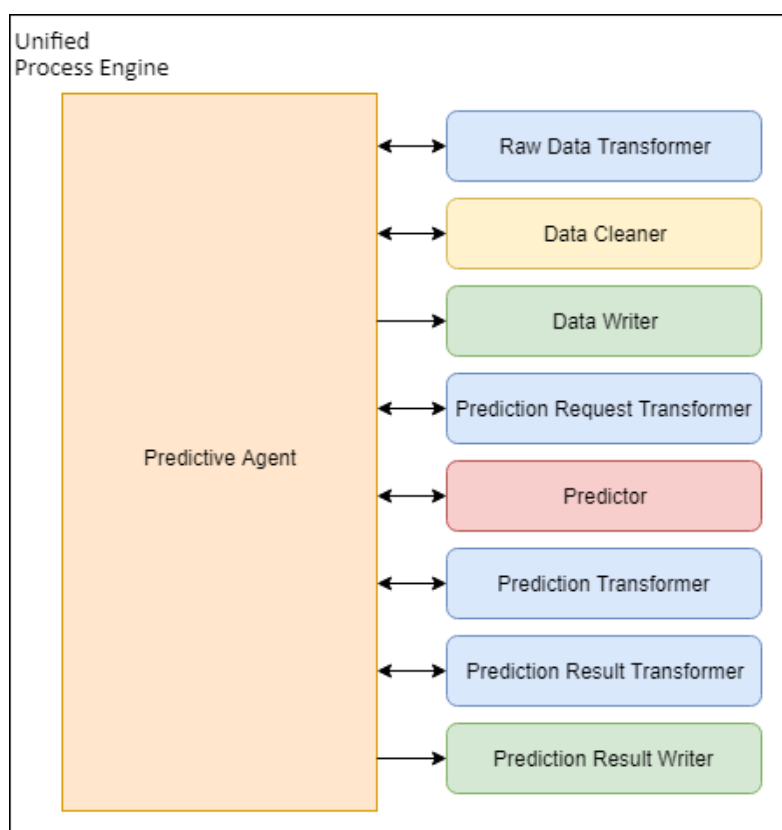 Unified
Process Engine
Raw Data Transformer
Data Cleaner
Data Writer
Prediction Request Transformer
Predictive Agent
Predictor
Prediction Transformer
Prediction Result Transformer
Prediction Result Writer